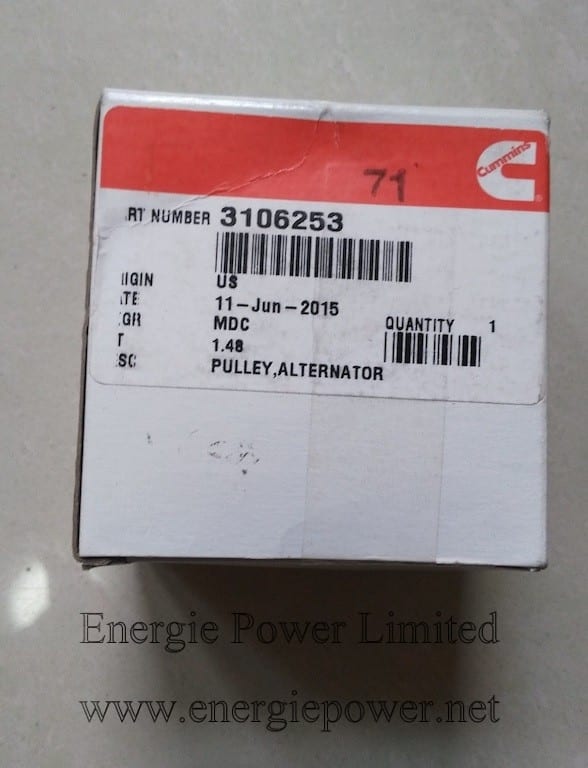 71
Cummins
.RT NUMBER 3106253
IGIN US
TE 11-Jun-2015
GR MDC
QUANTITY 1
T 1.48
SC PULLEY,ALTERNATOR
Energie Power Limited
www.energiepower.net